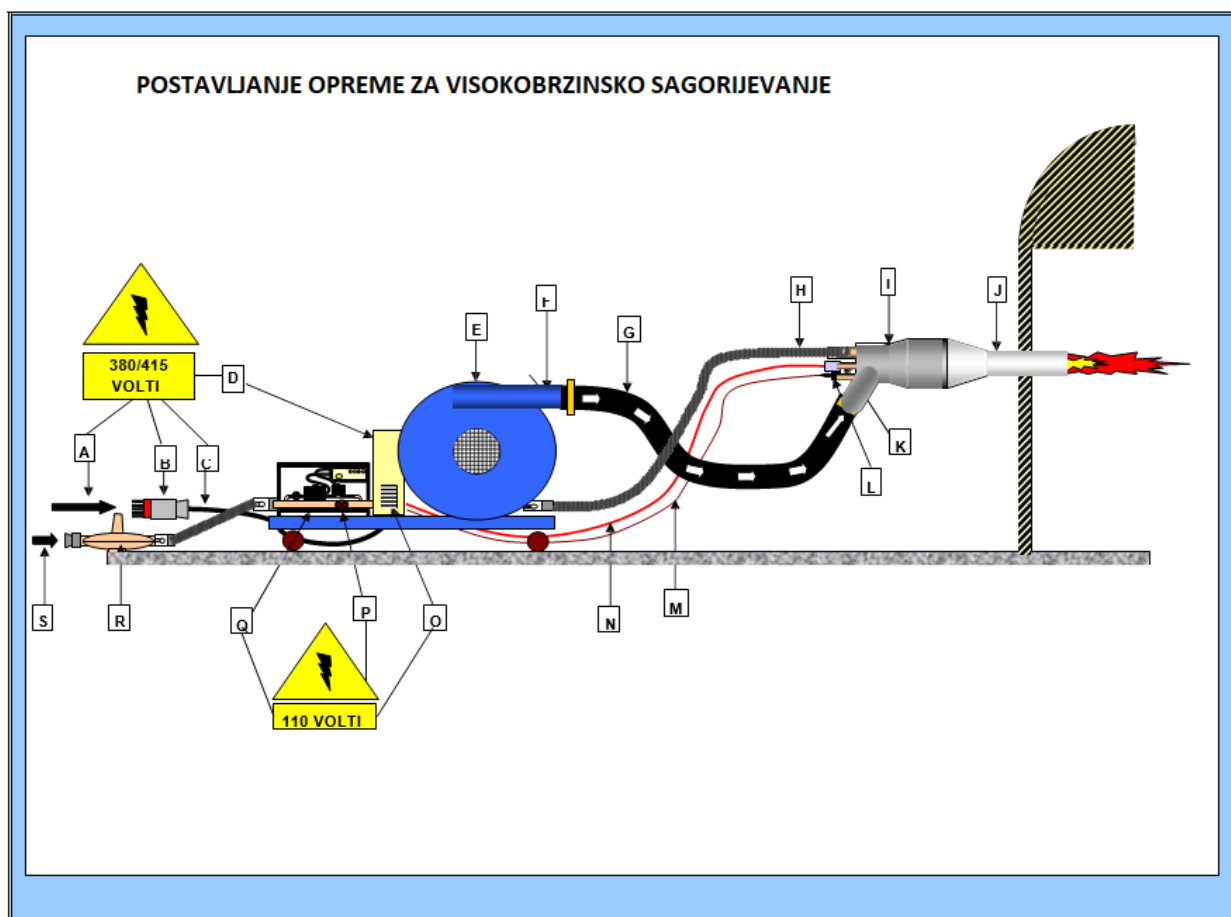 POSTAVLJANJE OPREME ZA VISOKOBRZINSKO SAGORIJEVANJE
H
I
J
380/415
VOLTI
D
E
F
G
A
B
C
K
L
S
R
Q
P
O
N
M
110 VOLTI